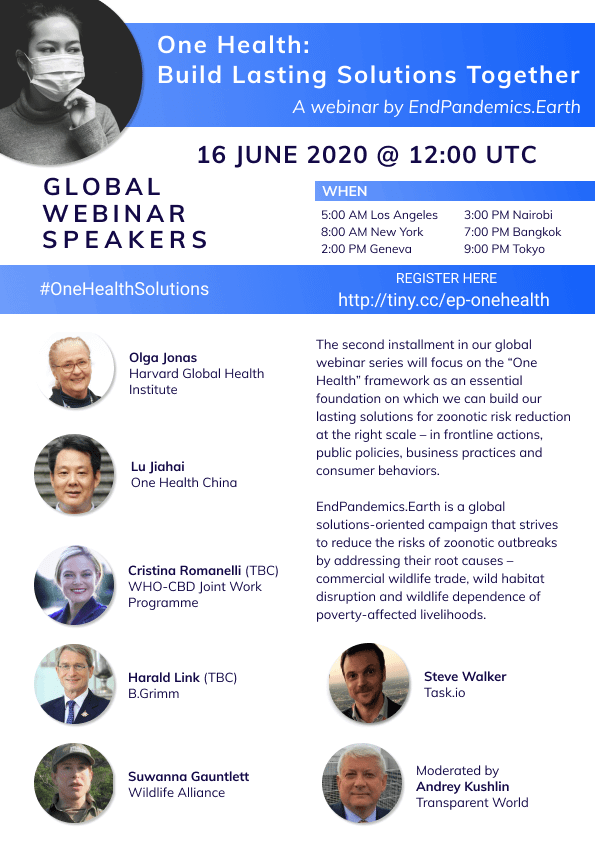 One Health:
Build Lasting Solutions Together
A webinar by EndPandemics.Earth
16 JUNE 2020 @ 12:00 UTC
GLOBAL
WEBINAR
SPEAKERS
WHEN
5:00 AM Los Angeles
8:00 AM New York
2:00 PM Geneva
3:00 PM Nairobi
7:00 PM Bangkok
9:00 PM Tokyo
#OneHealthSolutions
REGISTER HERE
http://tiny.cc/ep-onehealth
Olga Jonas
Harvard Global Health
Institute
Lu Jiahai
One Health China
Cristina Romanelli (TBC)
WHO-CBD Joint Work
Programme
Harald Link (TBC)
B.Grimm
Suwanna Gauntlett
Wildlife Alliance
The second installment in our global
webinar series will focus on the “One
Health” framework as an essential
foundation on which we can build our
lasting solutions for zoonotic risk reduction
at the right scale – in frontline actions,
public policies, business practices and
consumer behaviors.
EndPandemics.Earth is a global
solutions-oriented campaign that strives
to reduce the risks of zoonotic outbreaks
by addressing their root causes –
commercial wildlife trade, wild habitat
disruption and wildlife dependence of
poverty-affected livelihoods.
Steve Walker
Task.io
Moderated by
Andrey Kushlin
Transparent World